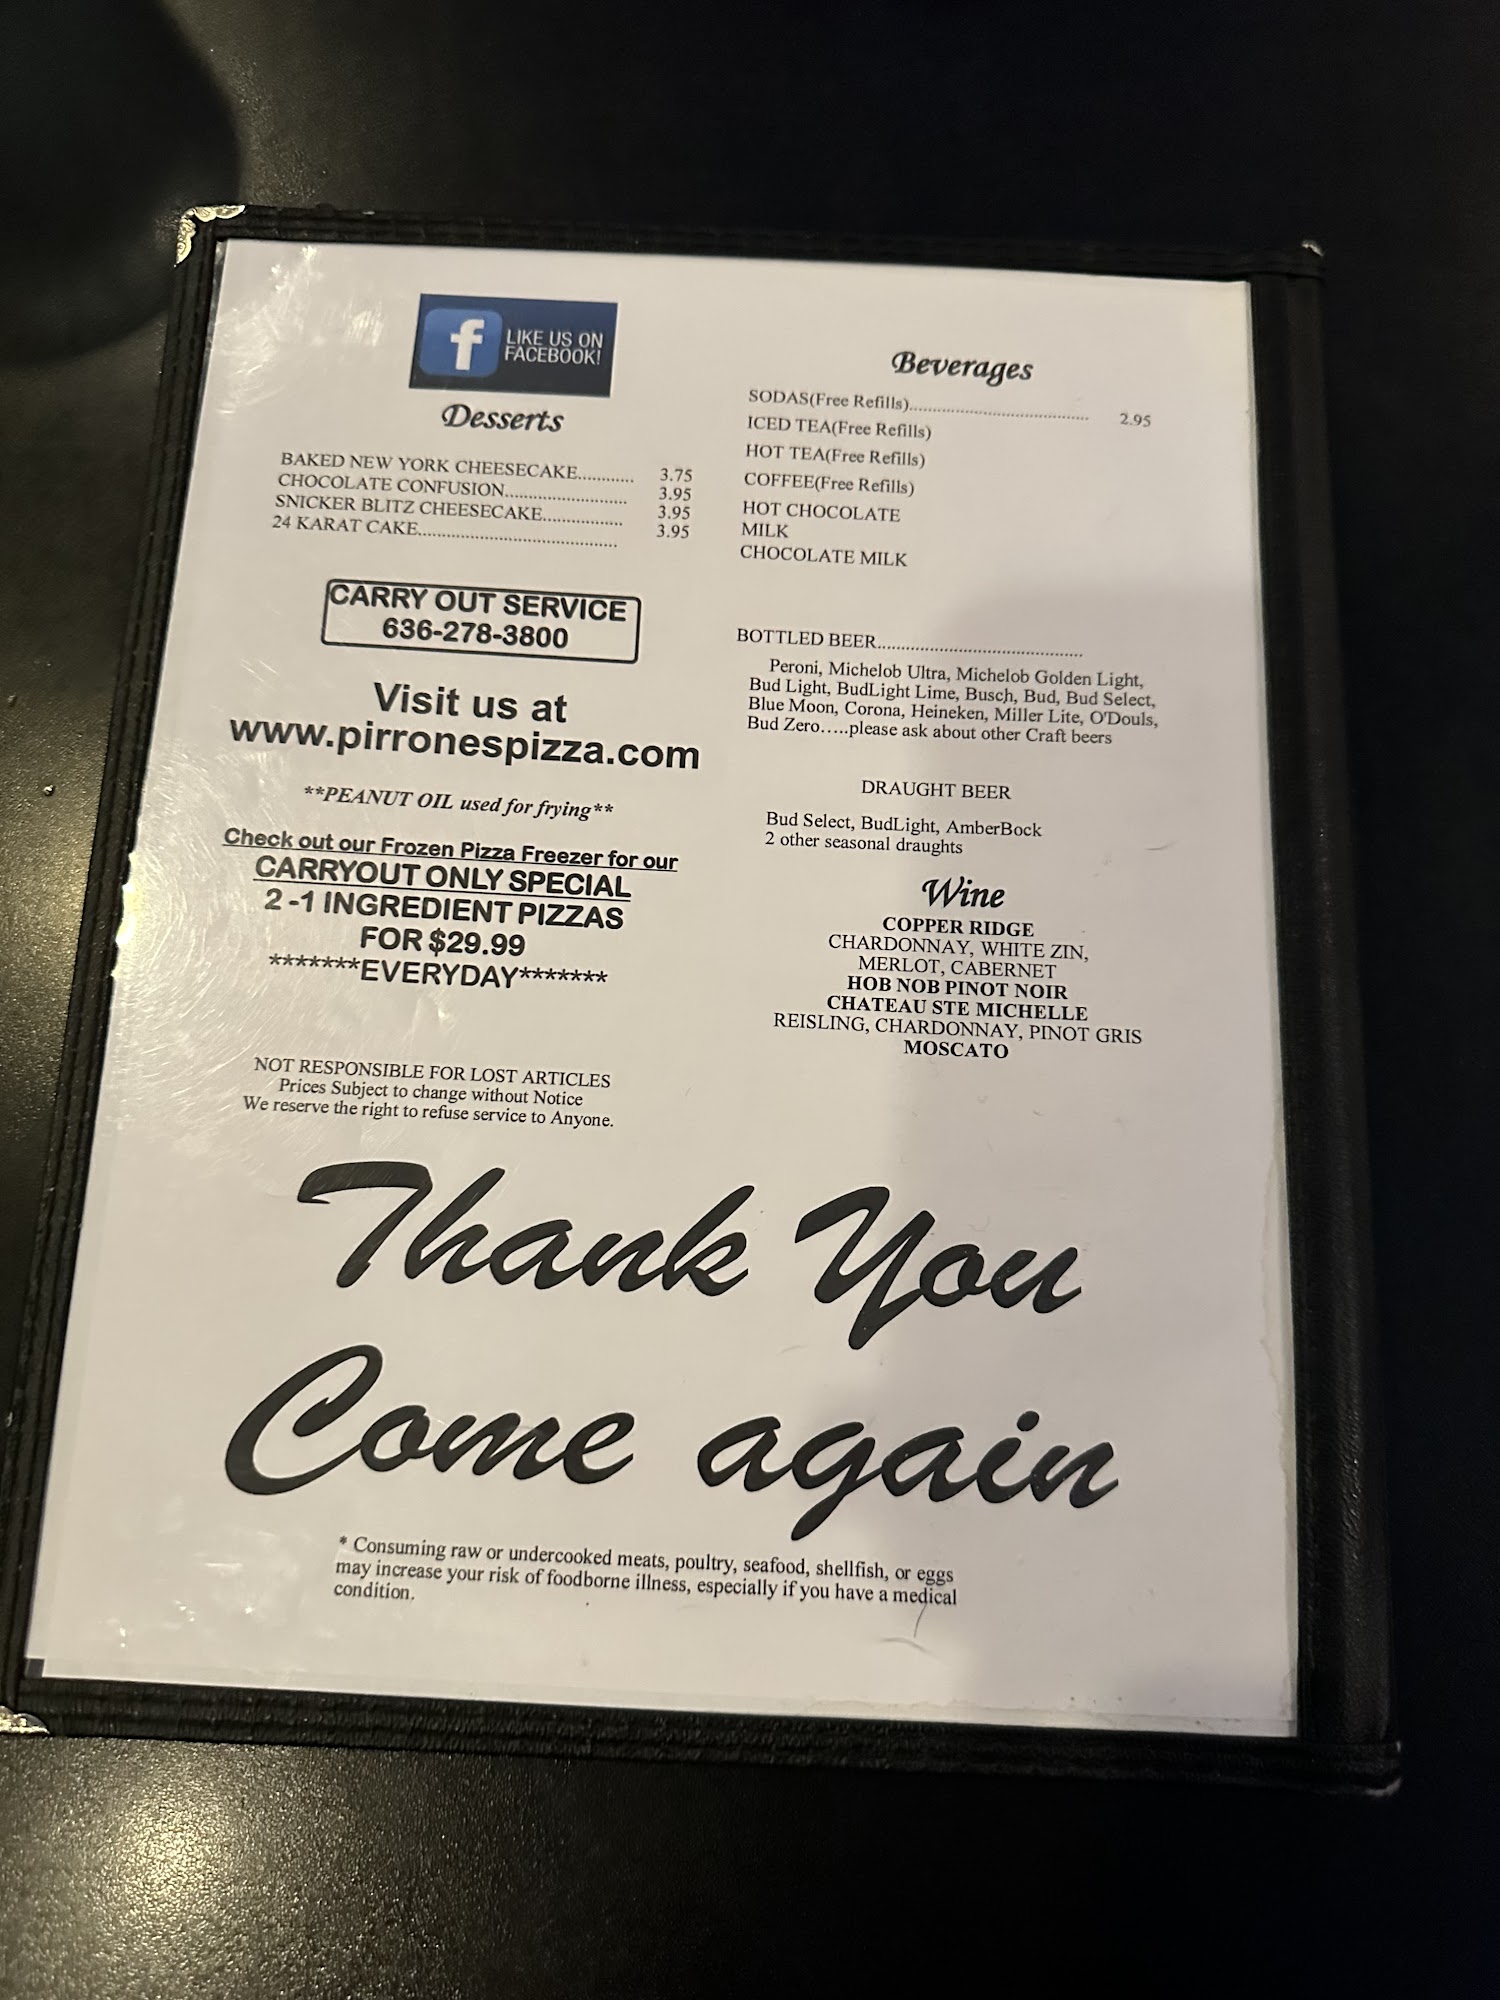 LIKE US ON
FACEBOOK!
Desserts
BAKED NEW YORK CHEESECAKE............ 3.75
CHOCOLATE CONFUSION........................... 3.95
SNICKER BLITZ CHEESECAKE................. 3.95
24 KARAT CAKE........................................... 3.95
CARRY OUT SERVICE
636-278-3800
Visit us at
www.pirronespizza.com
**PEANUT OIL used for frying**
Check out our Frozen Pizza Freezer for our
CARRYOUT ONLY SPECIAL
2 -1 INGREDIENT PIZZAS
FOR $29.99
*******EVERYDAY*******
NOT RESPONSIBLE FOR LOST ARTICLES
Prices Subject to change without Notice
We reserve the right to refuse service to Anyone.
Beverages
SODAS(Free Refills)........................................ 2.95
ICED TEA(Free Refills)
HOT TEA(Free Refills)
COFFEE(Free Refills)
HOT CHOCOLATE
MILK
CHOCOLATE MILK
BOTTLED BEER.............................................
Peroni, Michelob Ultra, Michelob Golden Light,
Bud Light, BudLight Lime, Busch, Bud, Bud Select,
Blue Moon, Corona, Heineken, Miller Lite, O'Douls,
Bud Zero…..please ask about other Craft beers
DRAUGHT BEER
Bud Select, BudLight, AmberBock
2 other seasonal draughts
Wine
COPPER RIDGE
CHARDONNAY, WHITE ZIN,
MERLOT, CABERNET
HOB NOB PINOT NOIR
CHATEAU STE MICHELLE
REISLING, CHARDONNAY, PINOT GRIS
MOSCATO
Thank You
Come again
* Consuming raw or undercooked meats, poultry, seafood, shellfish, or eggs
may increase your risk of foodborne illness, especially if you have a medical
condition.